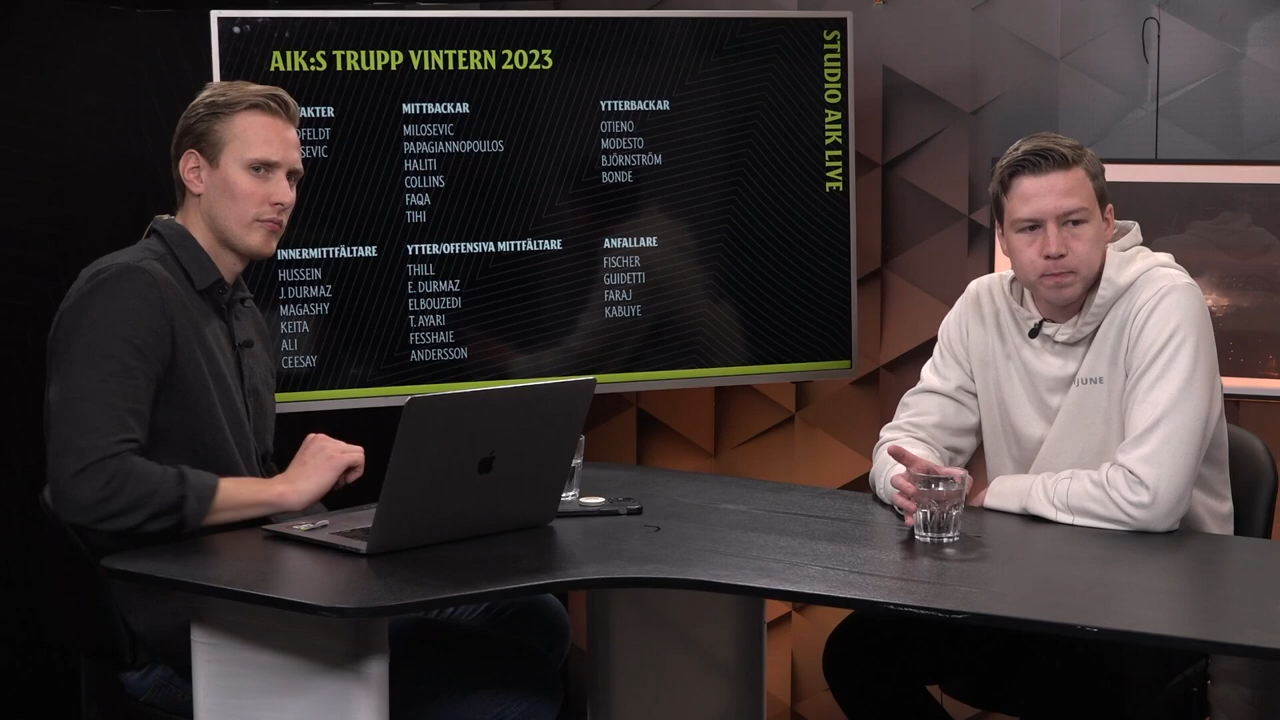 AIK:S TRUPP VINTERN 2023
STUDIO AIK LIVE
MITTBACKAR
MILOSEVIC
PAPAGIANNOPOULOS
HALITI
COLLINS
FAQA
TIHI
YTTERBACKAR
OTIENO
MODESTO
BJÖRNSTRÖM
BONDE
INNERMITTFÄLTARE
HUSSEIN
J. DURMAZ
MAGASHY
KEITA
ALI
CEESAY
YTTER/OFFENSIVA MITTFÄLTARE
THILL
E. DURMAZ
ELBOUZEDI
T. AYARI
FESSHAIE
ANDERSSON
ANFALLARE
FISCHER
GUIDETTI
FARAJ
KABUYE